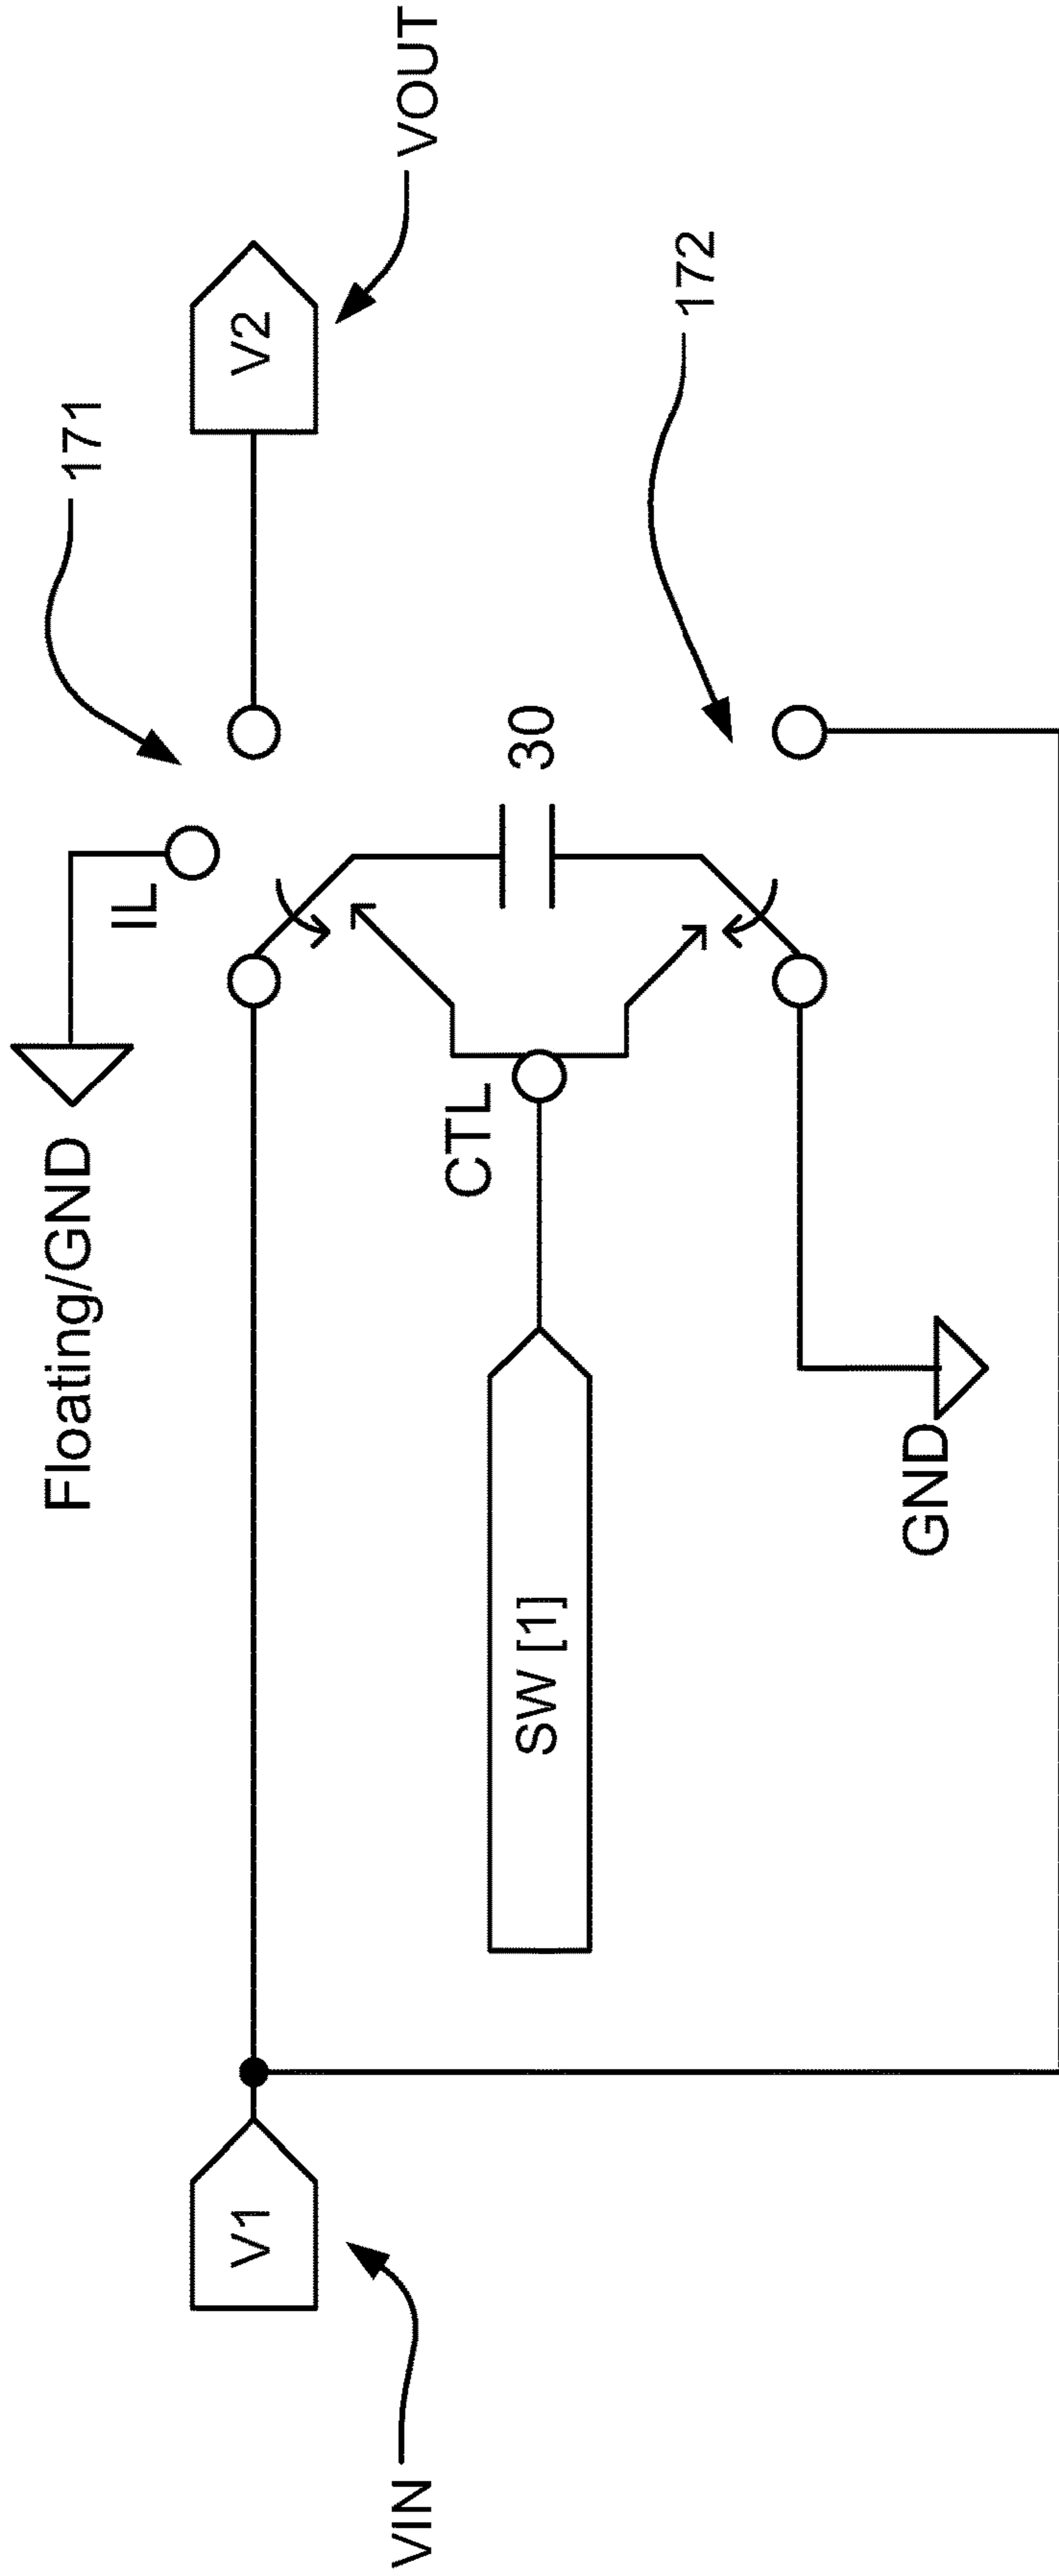 Floating/GND
IL
171
V1
V2
VIN
VOUT
CTL
SW [1]
30
172
GND